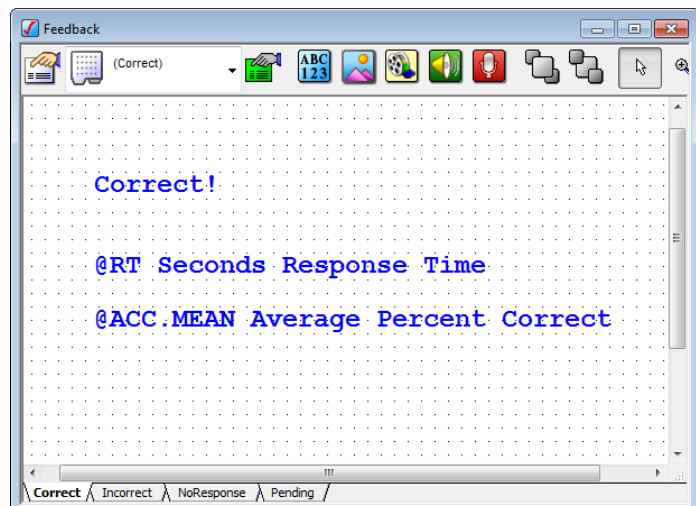 Feedback
(Correct)
ABC
123
Correct!
@RT Seconds Response Time
@ACC.MEAN Average Percent Correct
Correct Incorrect NoResponse Pending